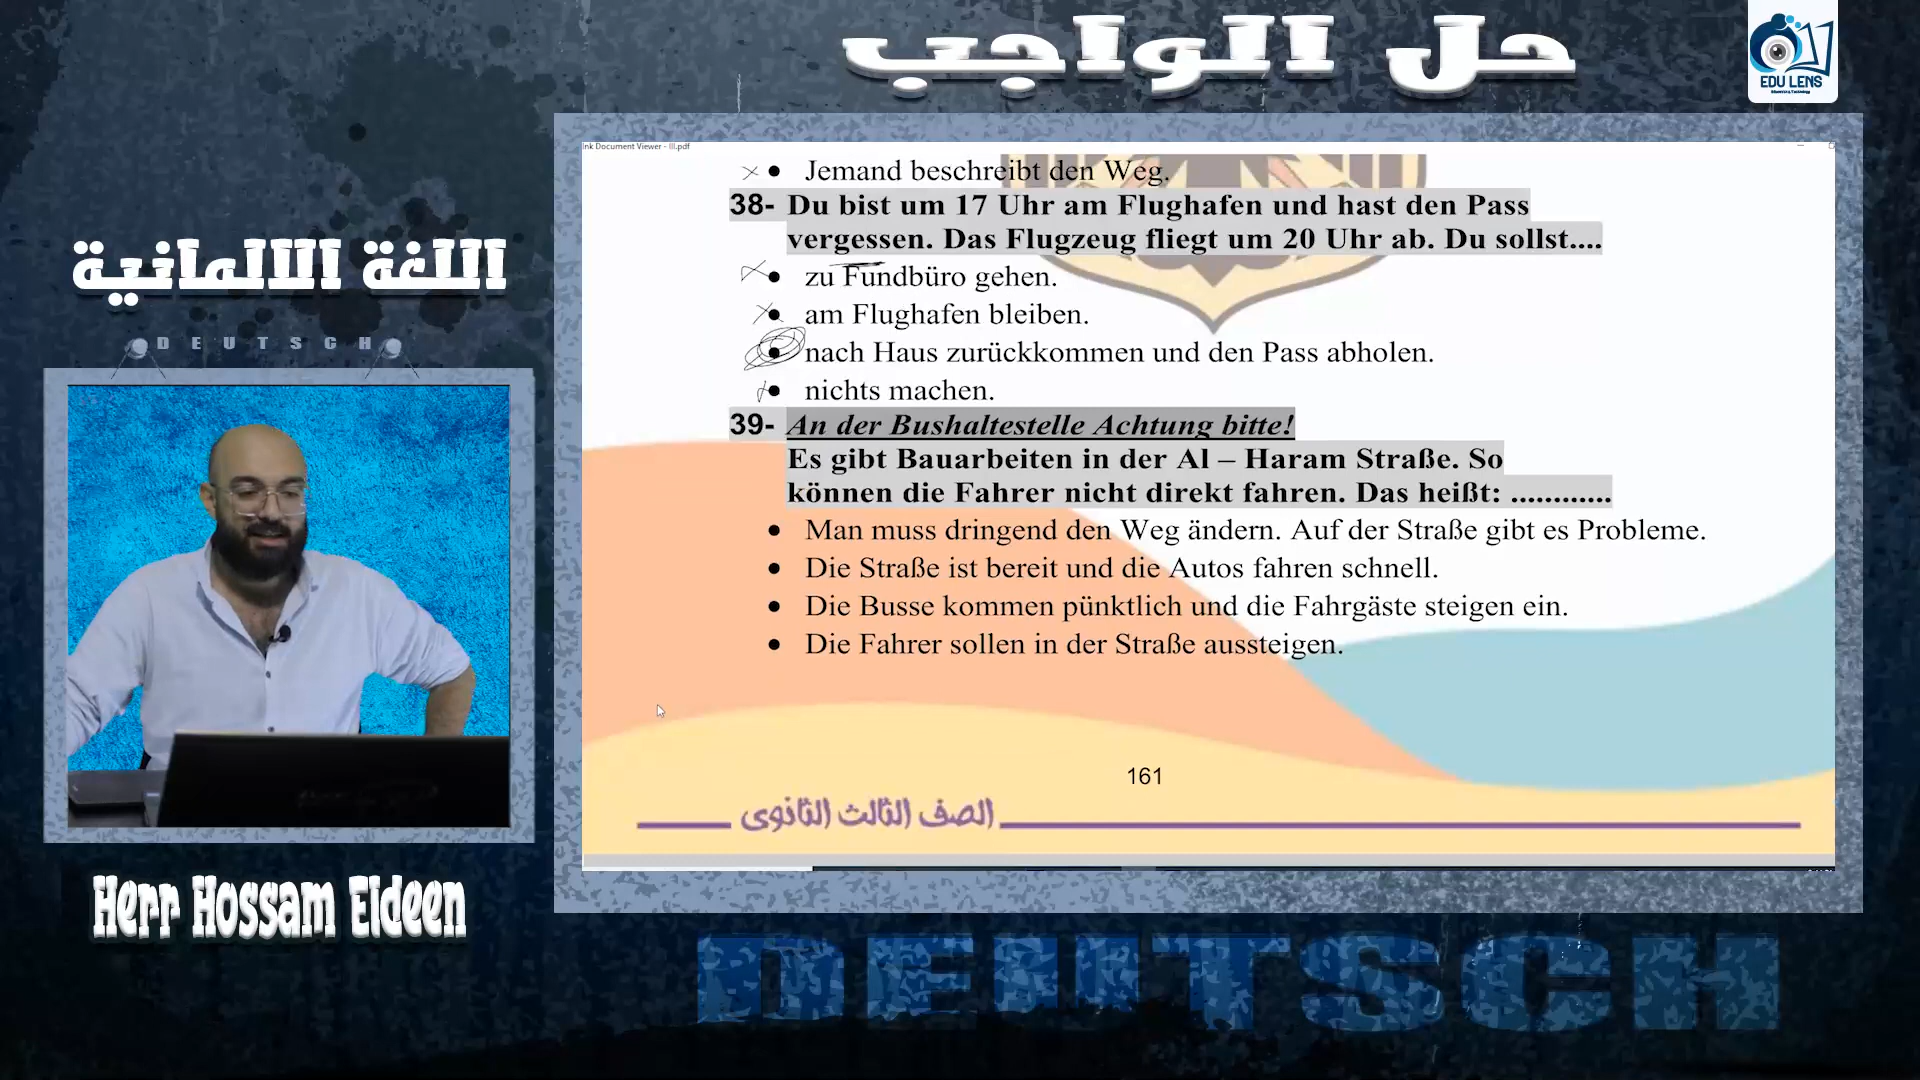 حل الواجب
EDU LENS
Ink Document Viewer - III.pdf
× • Jemand beschreibt den Weg.
38- Du bist um 17 Uhr am Flughafen und hast den Pass
vergessen. Das Flugzeug fliegt um 20 Uhr ab. Du sollst....
• zu Fundbüro gehen.
• am Flughafen bleiben.
• nach Haus zurückkommen und den Pass abholen.
• nichts machen.
39- An der Bushaltestelle Achtung bitte!
Es gibt Bauarbeiten in der Al – Haram Straße. So
können die Fahrer nicht direkt fahren. Das heißt: ............
• Man muss dringend den Weg ändern. Auf der Straße gibt es Probleme.
• Die Straße ist bereit und die Autos fahren schnell.
• Die Busse kommen pünktlich und die Fahrgäste steigen ein.
• Die Fahrer sollen in der Straße aussteigen.
161
الصف الثالث الثانوى
اللغة الالمانية
DEUTSCH
Herr Hossam Eldeen
DEUTSCH